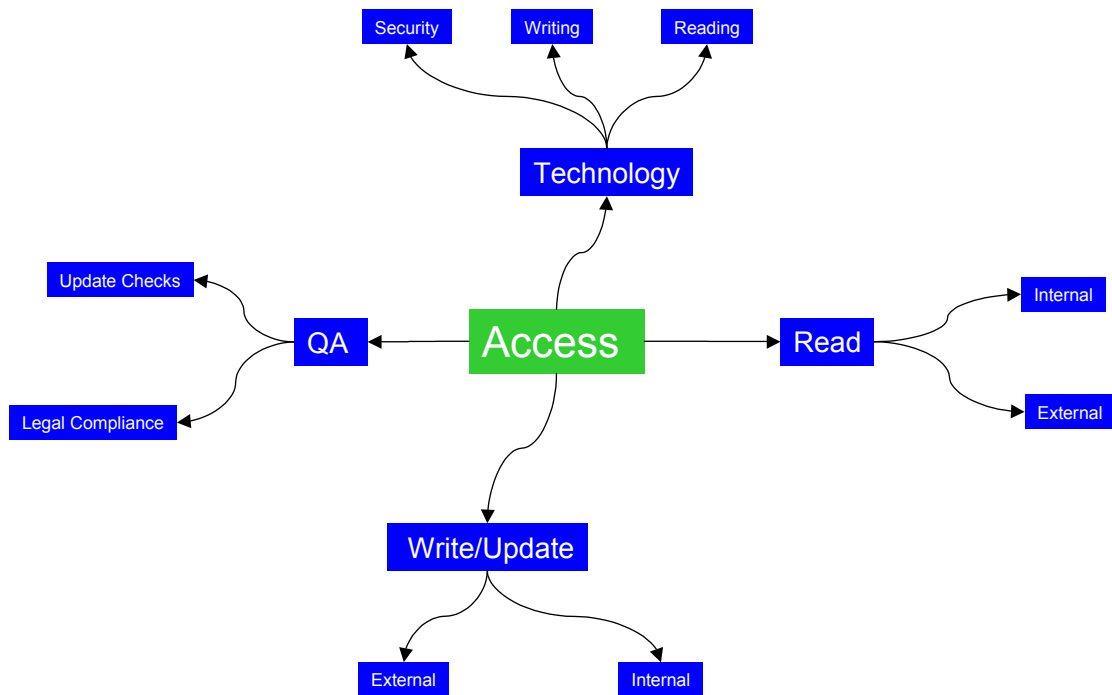 Security
Writing
Reading
Technology
Update Checks
Internal
QA
Access
Read
Legal Compliance
External
Write/Update
External
Internal